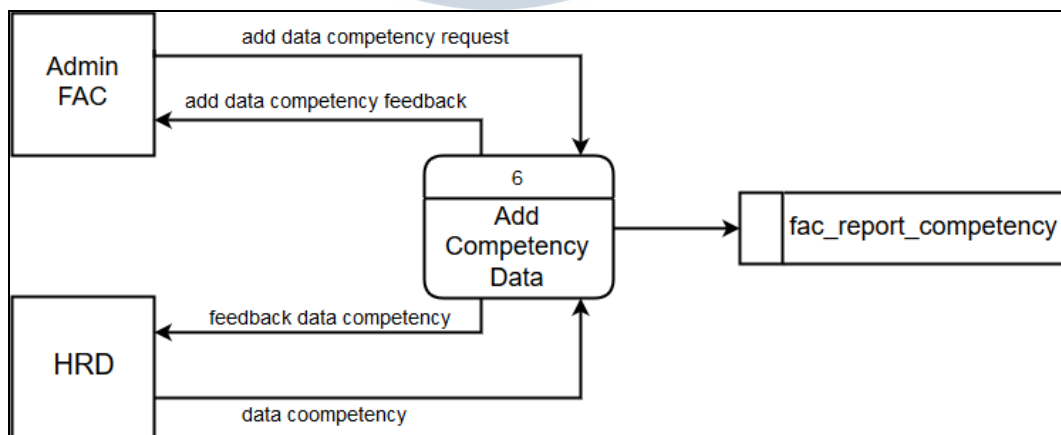 add data competency request
Admin
FAC
add data competency feedback
6
Add
Competency
Data
fac_report_competency
feedback data competency
HRD
data coompetency